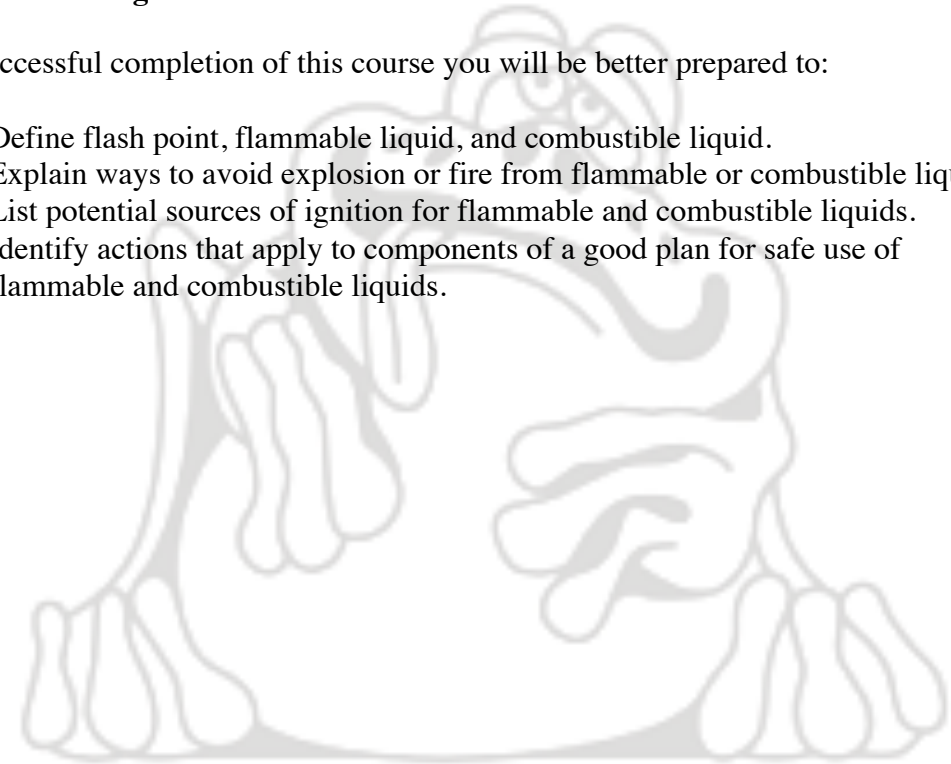 ccessful completion of this course you will be better prepared to:
Define flash point, flammable liquid, and combustible liquid.
Explain ways to avoid explosion or fire from flammable or combustible liqu
List potential sources of ignition for flammable and combustible liquids.
dentify actions that apply to components of a good plan for safe use of
lammable and combustible liquids.